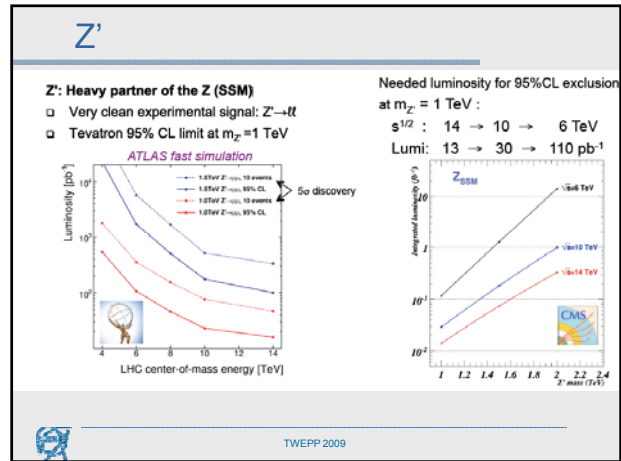 Z'
Z': Heavy partner of the Z (SSM)
Very clean experimental signal: Z'→ℓℓ
Tevatron 95% CL limit at mZ' =1 TeV
ATLAS fast simulation
Luminosity [pb-1]
10⁴
10³
10²
1.5TeV
10 events
1.5TeV
95% CL
1.0TeV
10 events
1.0TeV
95% CL
5σ discovery
4 6 8 10 12 14
LHC center-of-mass energy [TeV]
Needed luminosity for 95%CL exclusion
at mZ' = 1 TeV :
s1/2 : 14 → 10 → 6 TeV
Lumi: 13 → 30 → 110 pb-1
Integrated luminosity (fb-1)
ZSSM
10
1
10-1
10-2
√s=6 TeV
√s=10 TeV
√s=14 TeV
CMS
1 1.2 1.4 1.6 1.8 2 2.2 2.4
Z' mass (TeV)
TWEPP 2009